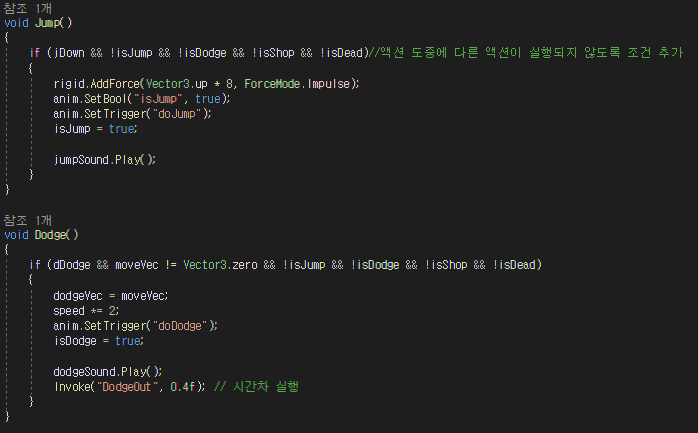 참조 1개
void Jump()
{
if (jDown && !isJump && !isDodge && !isShop && !isDead)//액션 도중에 다른 액션이 실행되지 않도록 조건 추가
{
rigid.AddForce(Vector3.up * 8, ForceMode.Impulse);
anim.SetBool("isJump", true);
anim.SetTrigger("doJump");
isJump = true;
jumpSound.Play();
}
}
참조 1개
void Dodge()
{
if (dDodge && moveVec != Vector3.zero && !isJump && !isDodge && !isShop && !isDead)
{
dodgeVec = moveVec;
speed *= 2;
anim.SetTrigger("doDodge");
isDodge = true;
dodgeSound.Play();
Invoke("DodgeOut", 0.4f); // 시간차 실행
}
}